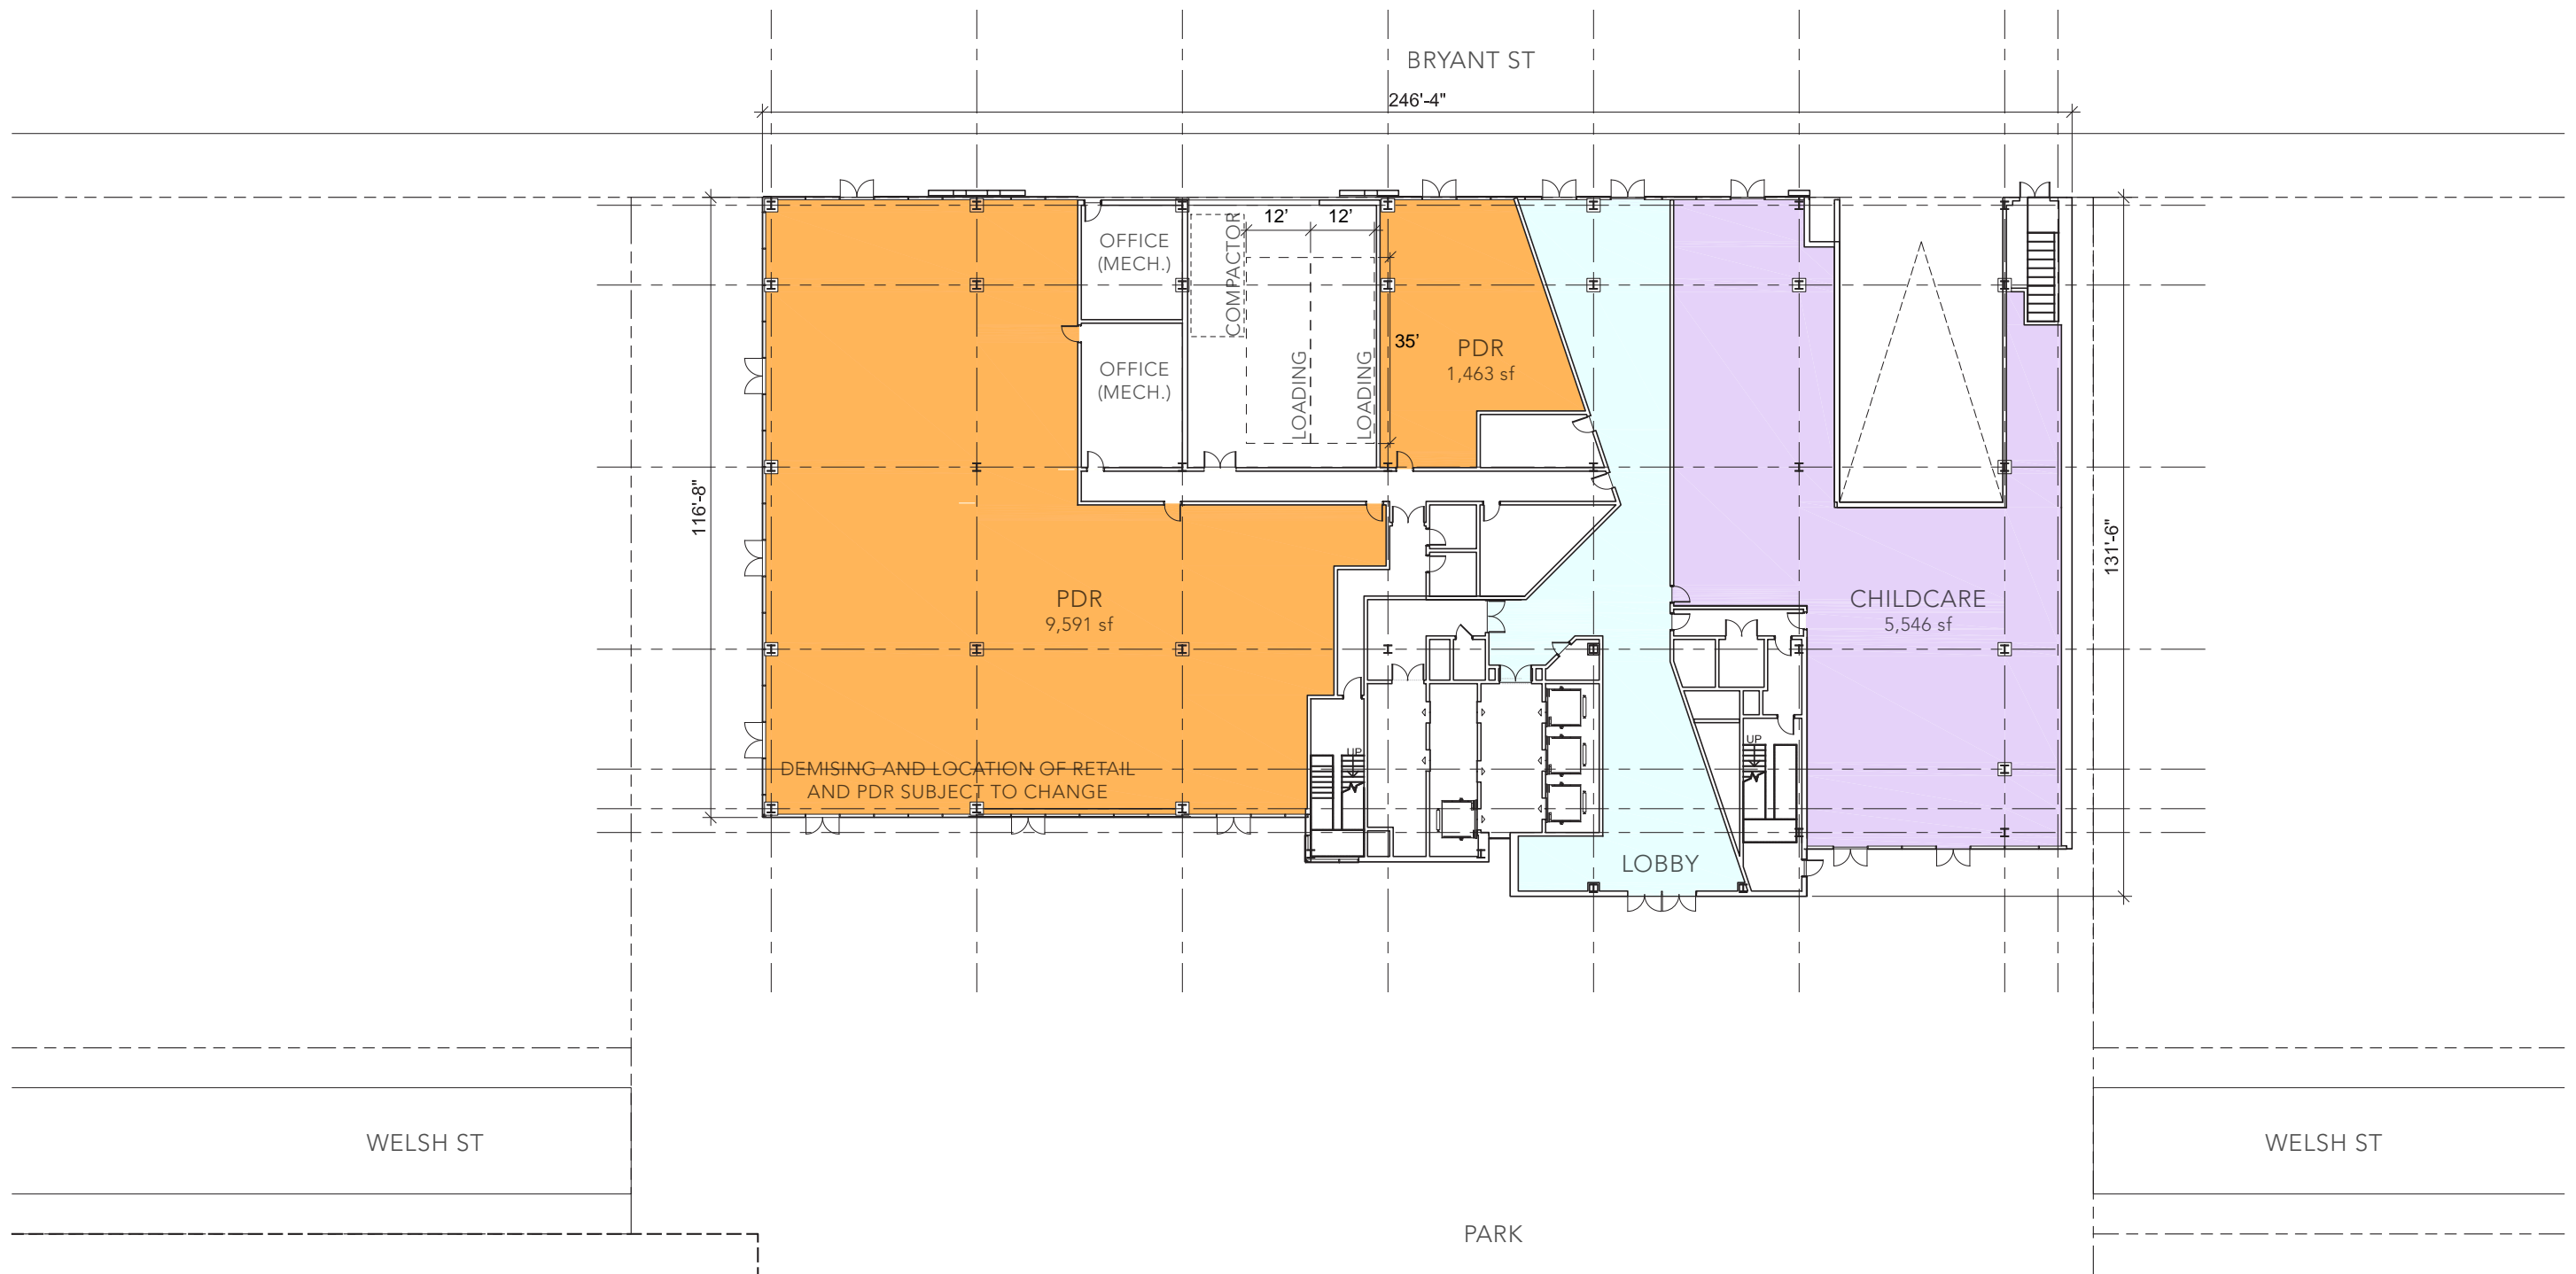 BRYANT ST
246'-4"
12'
12'
COMPACTOR
OFFICE
(MECH.)
OFFICE
(MECH.)
LOADING
LOADING
35'
PDR
1,463 sf
116'-8"
131'-6"
PDR
9,591 sf
CHILDCARE
5,546 sf
UP
UP
DEMISING AND LOCATION OF RETAIL
AND PDR SUBJECT TO CHANGE
LOBBY
WELSH ST
WELSH ST
PARK